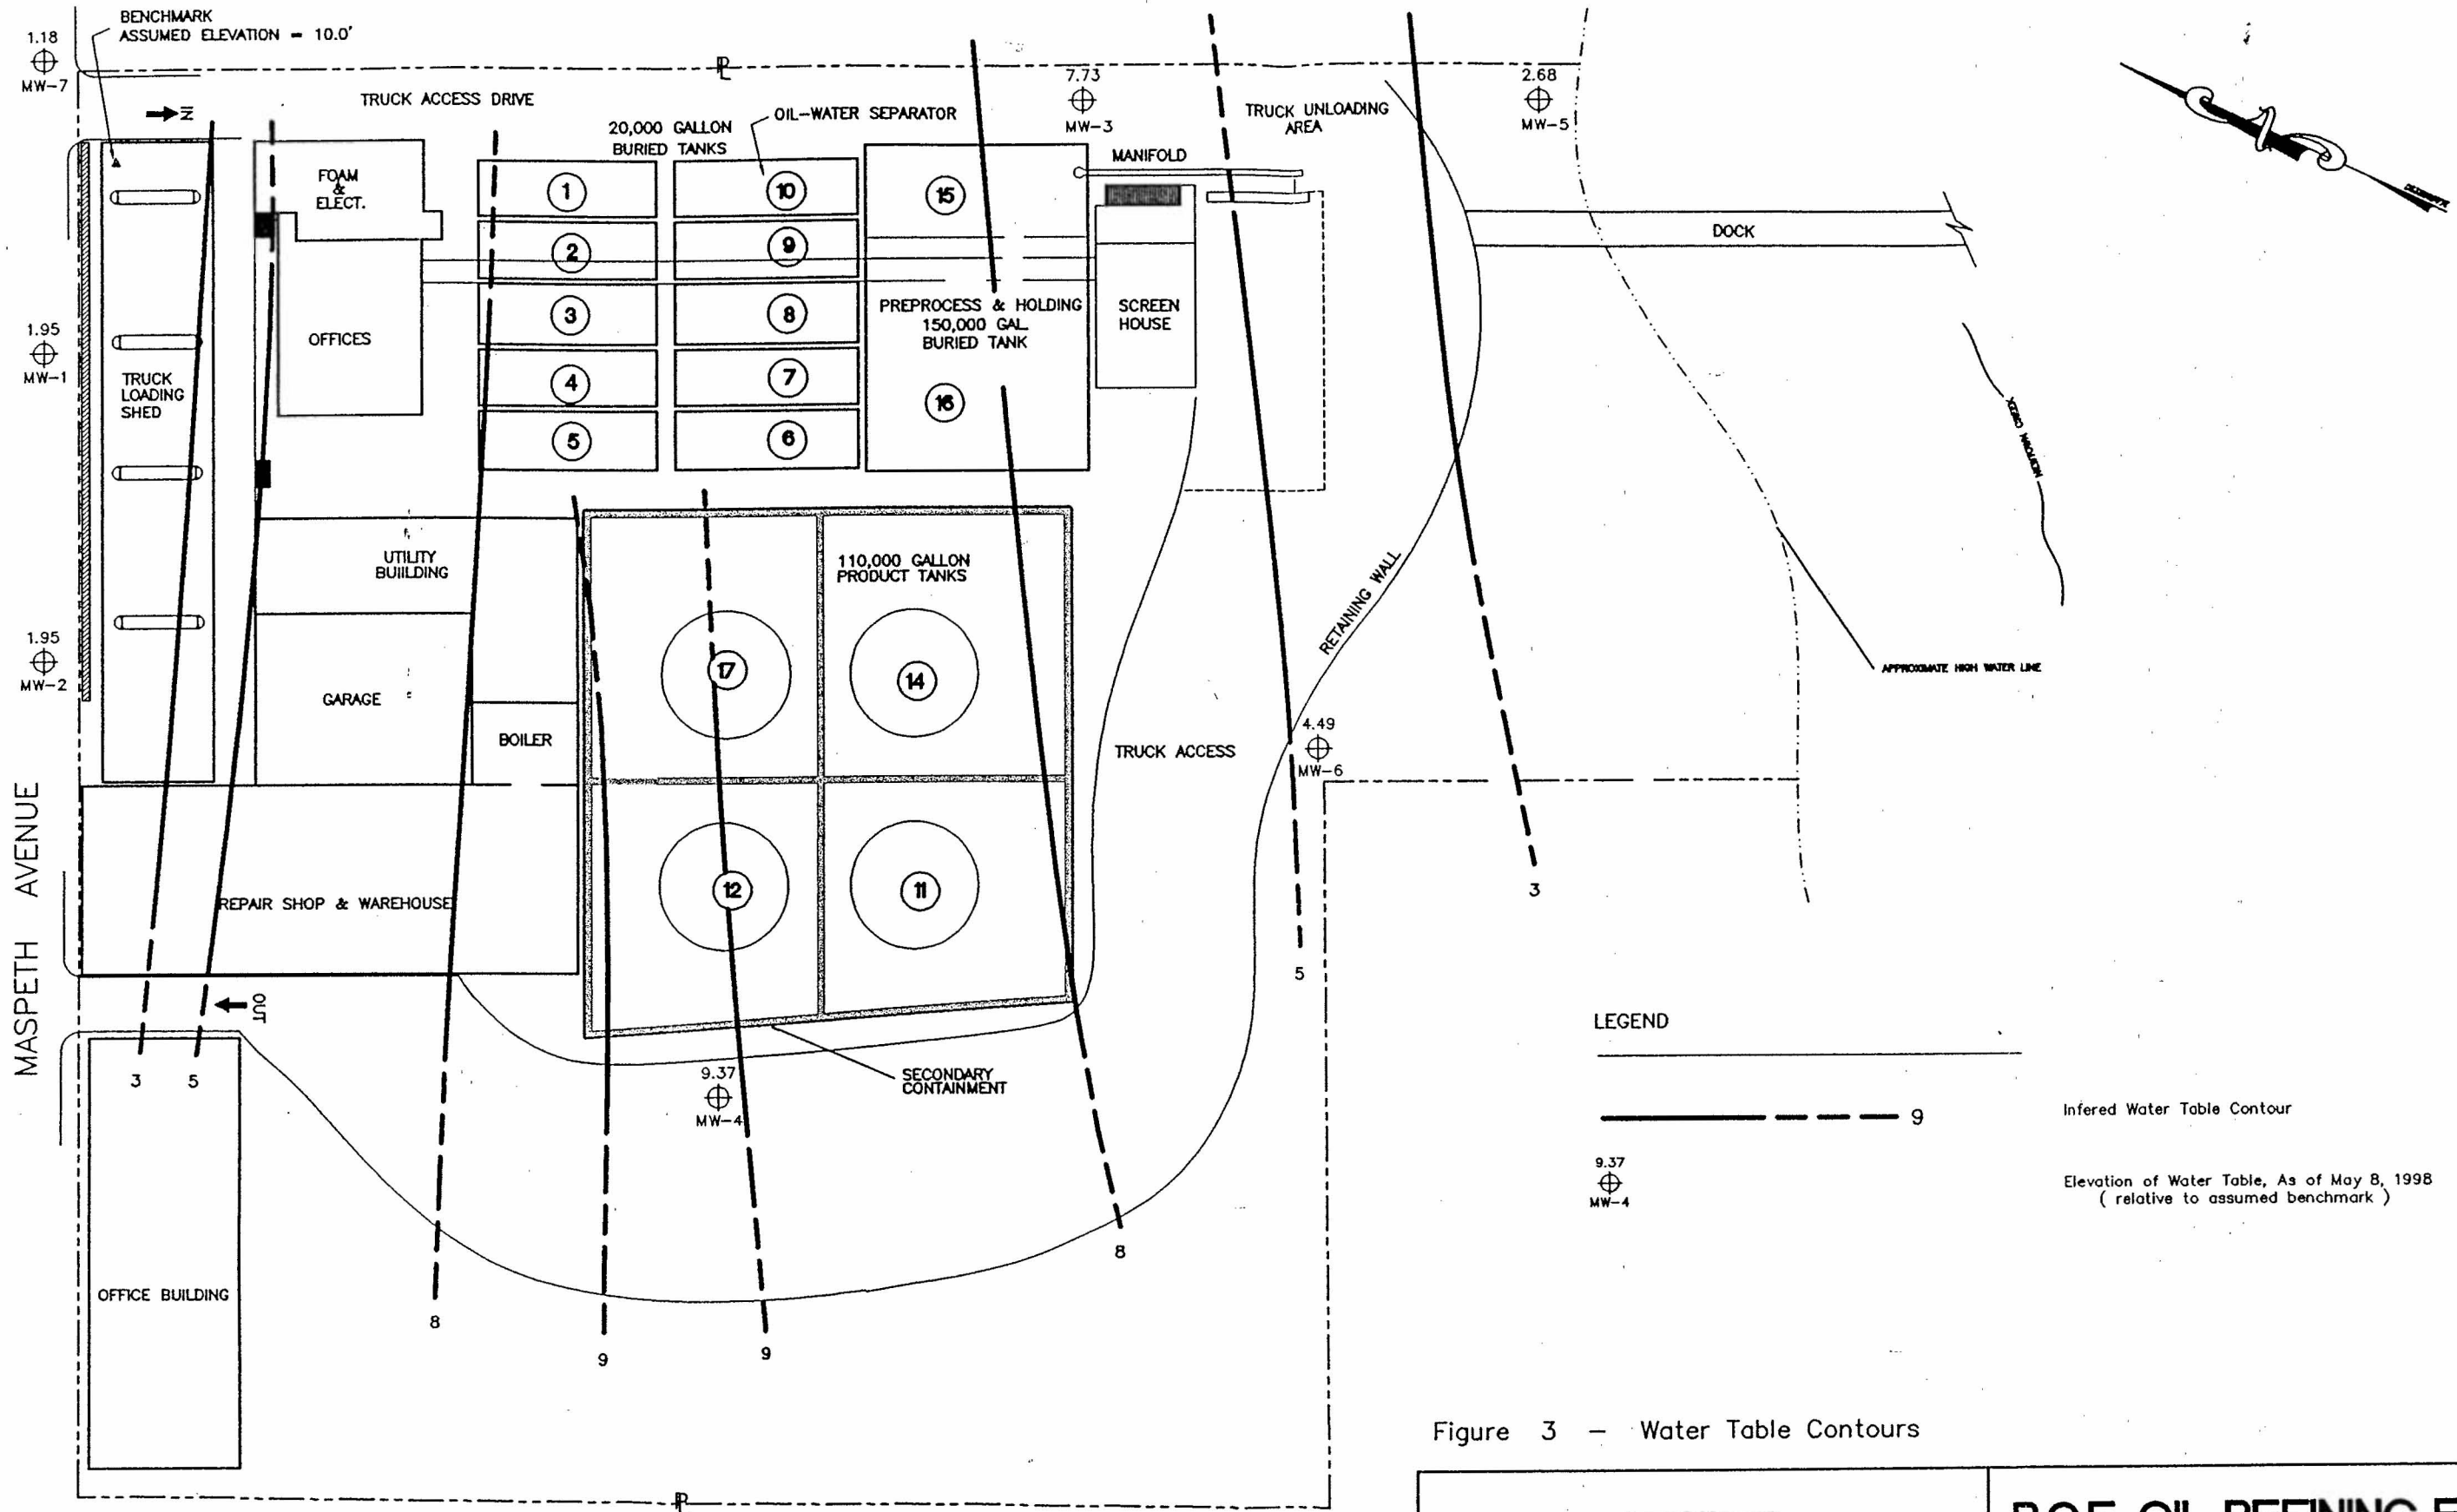 BENCHMARK
ASSUMED ELEVATION = 10.0'
1.18
MW-7
P L
7.73
MW-3
2.68
MW-5
N
TRUCK ACCESS DRIVE
20,000 GALLON
BURIED TANKS
OIL-WATER SEPARATOR
TRUCK UNLOADING
AREA
MANIFOLD
FOAM
&
ELECT.
1
2
3
4
5
10
9
8
7
6
15
16
PREPROCESS & HOLDING
150,000 GAL.
BURIED TANK
SCREEN
HOUSE
DOCK
OFFICES
1.95
MW-1
TRUCK
LOADING
SHED
NEWTOWN CREEK
UTILITY
BUIILDING
110,000 GALLON
PRODUCT TANKS
RETAINING WALL
APPROXIMATE HIGH WATER LINE
1.95
MW-2
GARAGE
BOILER
17
14
12
11
TRUCK ACCESS
4.49
MW-6
MASPETH AVENUE
REPAIR SHOP & WAREHOUSE
OUT
3
5
3
5
9.37
MW-4
SECONDARY
CONTAINMENT
8
9
9
8
OFFICE BUILDING
P L
LEGEND
9
Infered Water Table Contour
9.37
MW-4
Elevation of Water Table, As of May 8, 1998
( relative to assumed benchmark )
Figure 3 - Water Table Contours